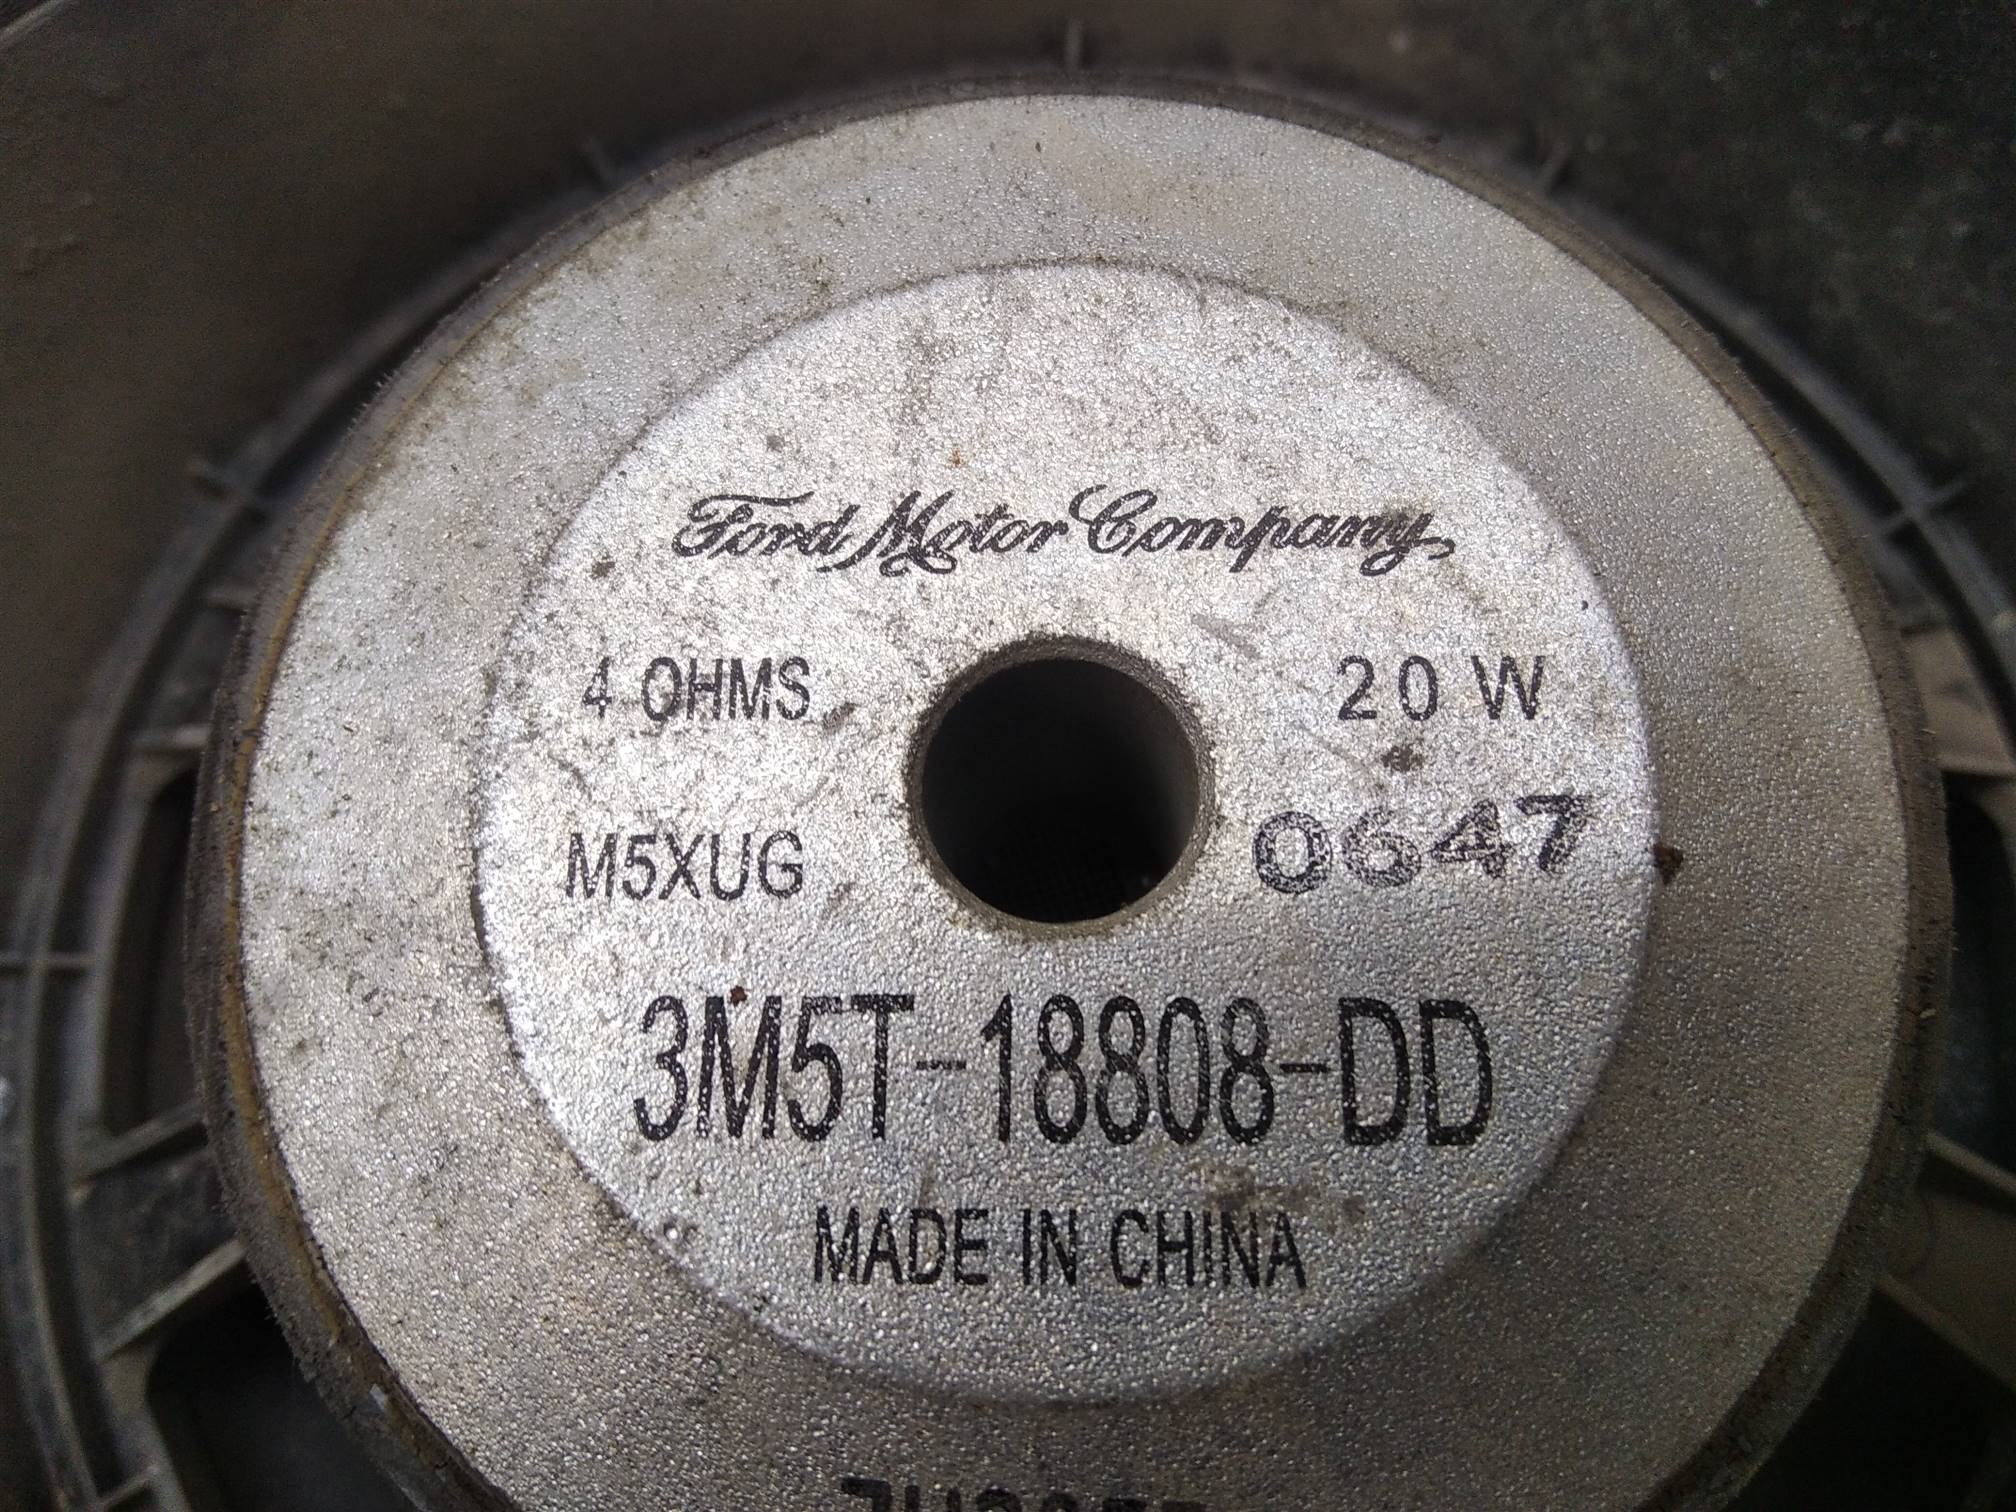 Ford Motor Company
4 OHMS 20 W
M5XUG 0647
3M5T-18808-DD
MADE IN CHINA